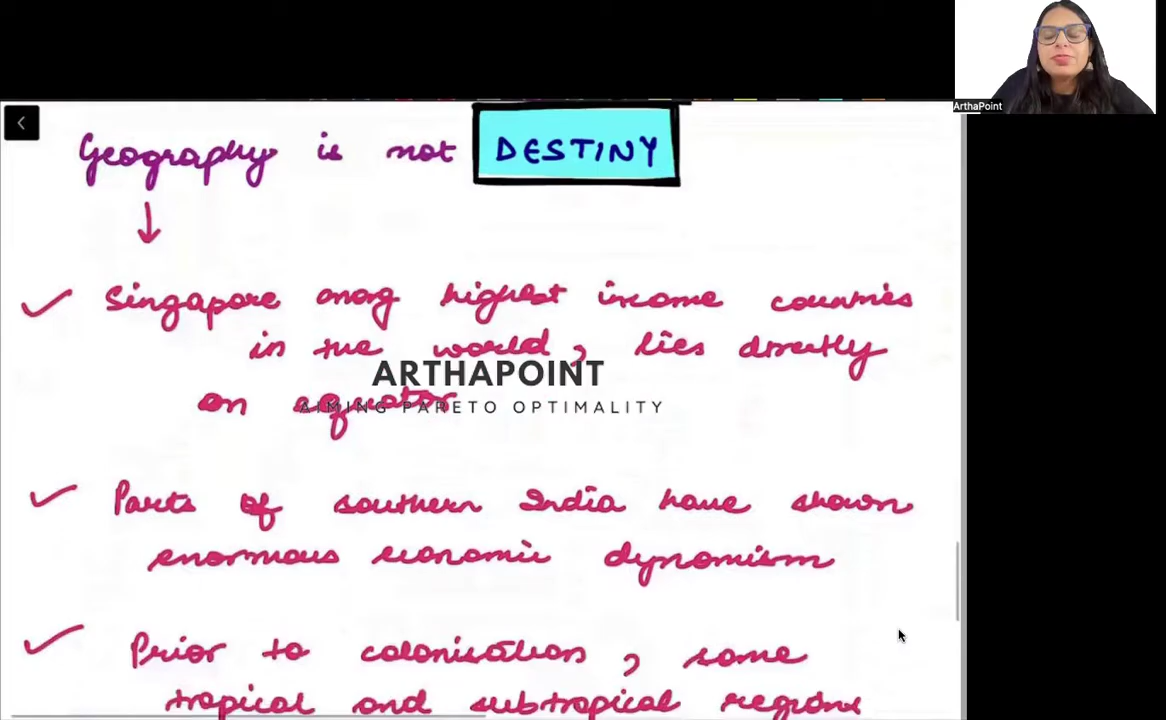 ArthaPoint
Geography is not DESTINY
Singapore among highest income countries
in the world, lies directly
on equator
ARTHAPOINT
AIMING PARETO OPTIMALITY
Parts of southern India have shown
enormous economic dynamism
Prior to colonisation, some
tropical and subtropical regions